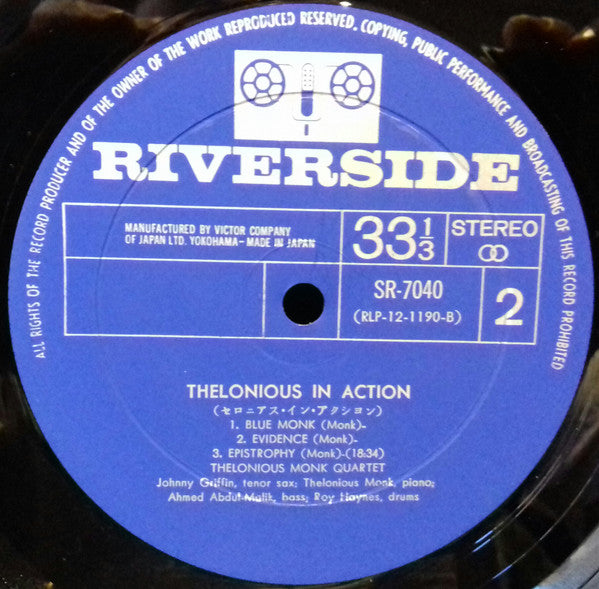 ALL RIGHTS OF THE RECORD PRODUCER AND OF THE OWNER OF THE WORK REPRODUCED RESERVED. COPYING, PUBLIC PERFORMANCE AND BROADCASTING OF THIS RECORD PROHIBITED
RIVERSIDE
MANUFACTURED BY VICTOR COMPANY
OF JAPAN LTD. YOKOHAMA – MADE IN JAPAN
33 1/3
STEREO
SR-7040
(RLP-12-1190-B)
2
THELONIOUS IN ACTION
(セロニアス・イン・アクション)
1. BLUE MONK (Monk)–
2. EVIDENCE (Monk)–
3. EPISTROPHY (Monk)–(18:34)
THELONIOUS MONK QUARTET
Johnny Griffin, tenor sax; Thelonious Monk, piano;
Ahmed Abdul-Malik, bass; Roy Haynes, drums